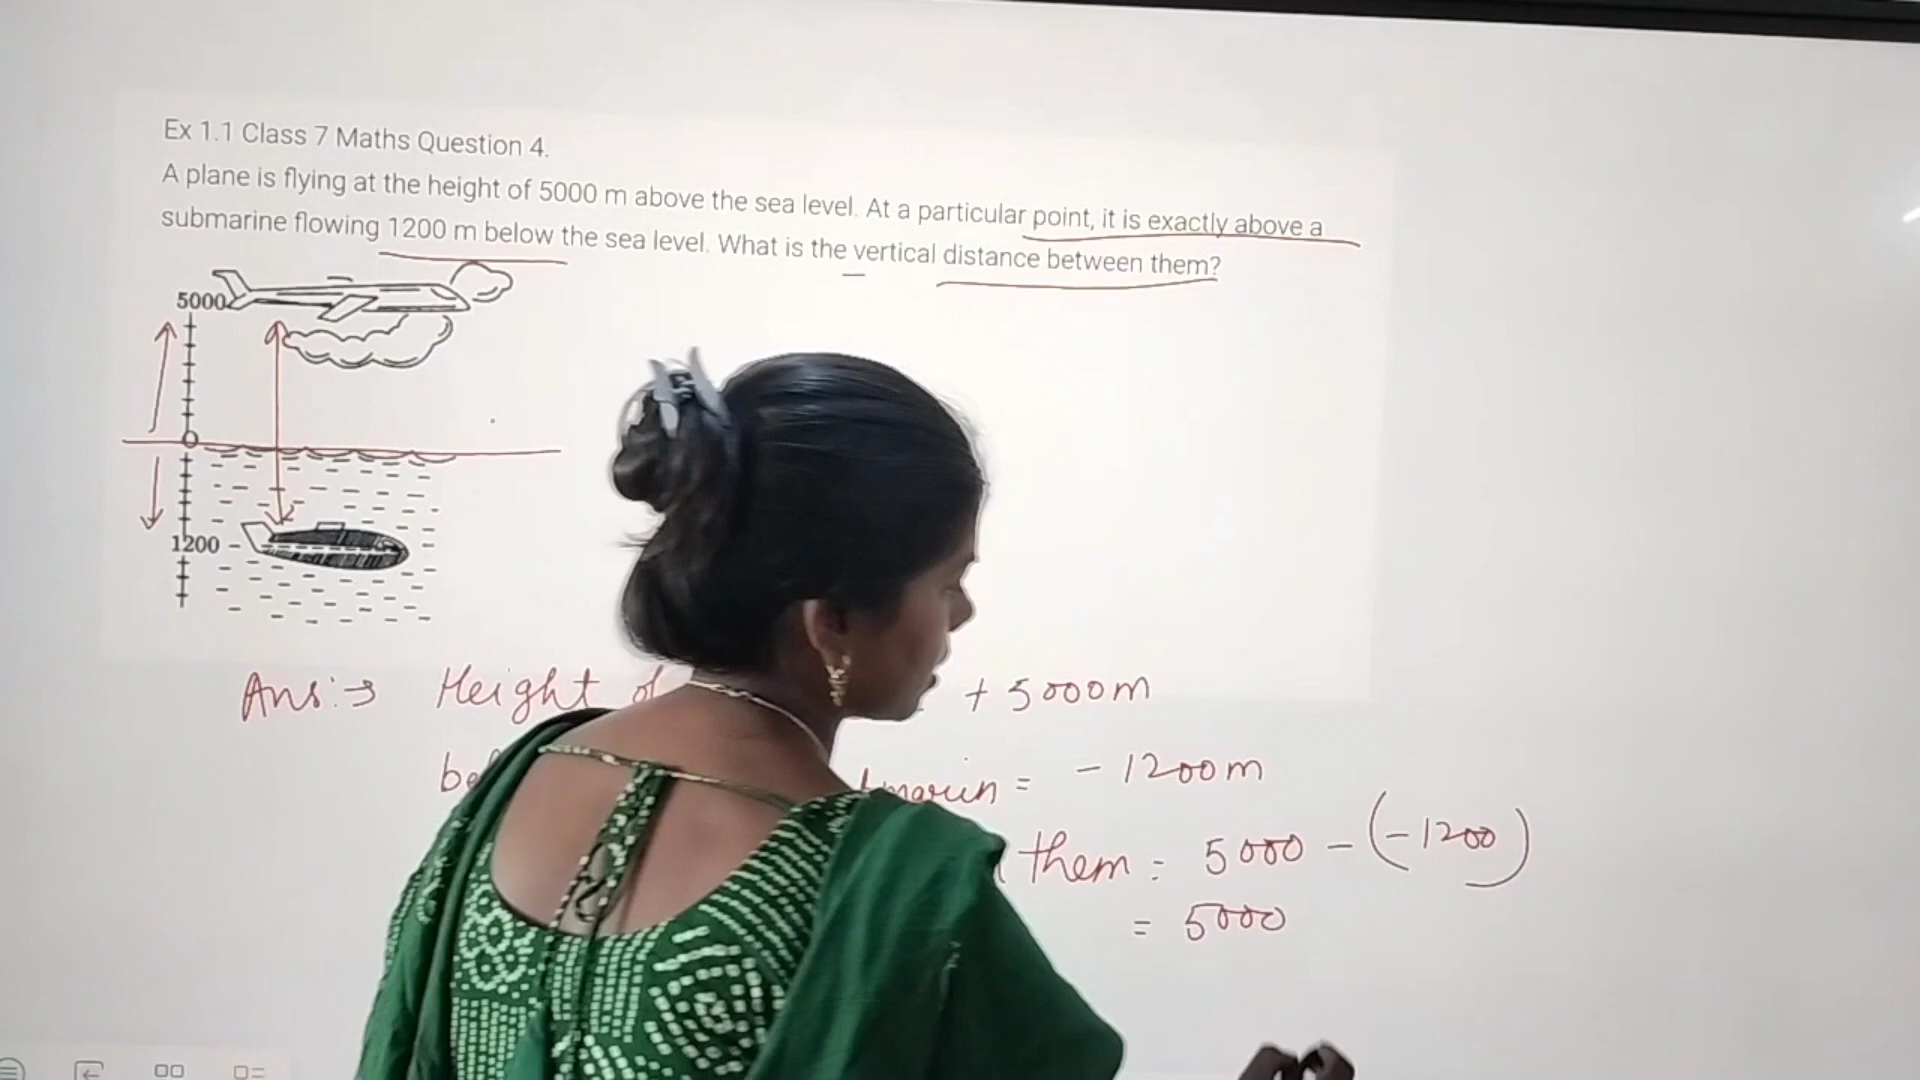 Ex 1.1 Class 7 Maths Question 4.
A plane is flying at the height of 5000 m above the sea level. At a particular point, it is exactly above a
submarine flowing 1200 m below the sea level. What is the vertical distance between them?
5000
0
1200
Ans:→ Height of + 5000m
= - 1200m
them = 5000 - (-1200)
= 5000